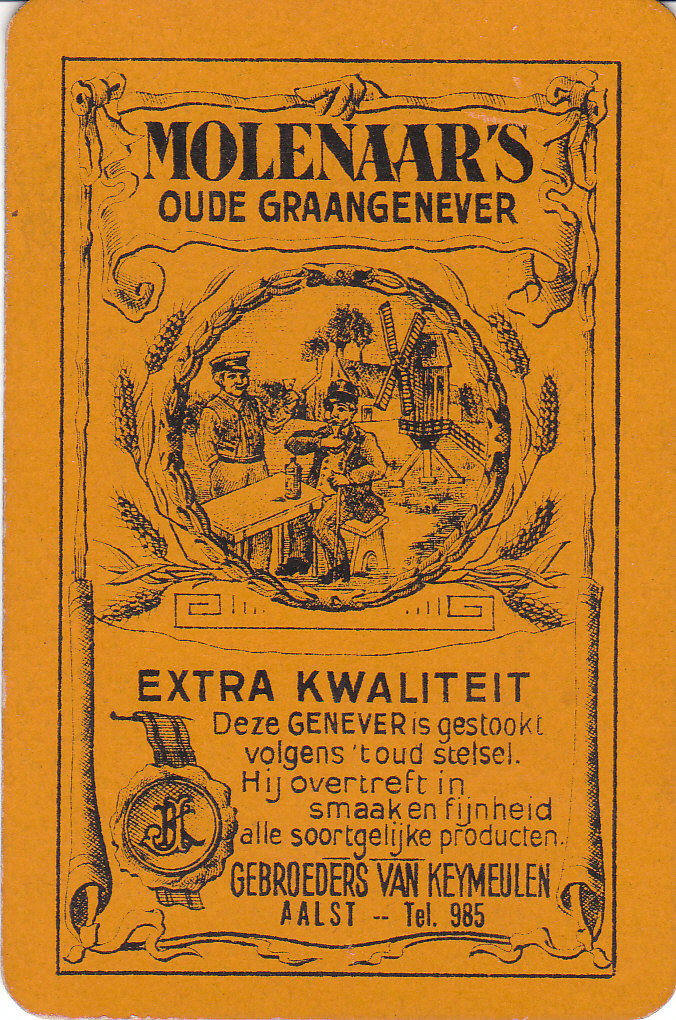 MOLENAAR'S
OUDE GRAANGENEVER
EXTRA KWALITEIT
Deze GENEVER is gestookt
volgens 't oud stelsel.
Hij overtreft in
smaak en fijnheid
alle soortgelijke producten.
GEBROEDERS VAN KEYMEULEN
AALST -- Tel. 985